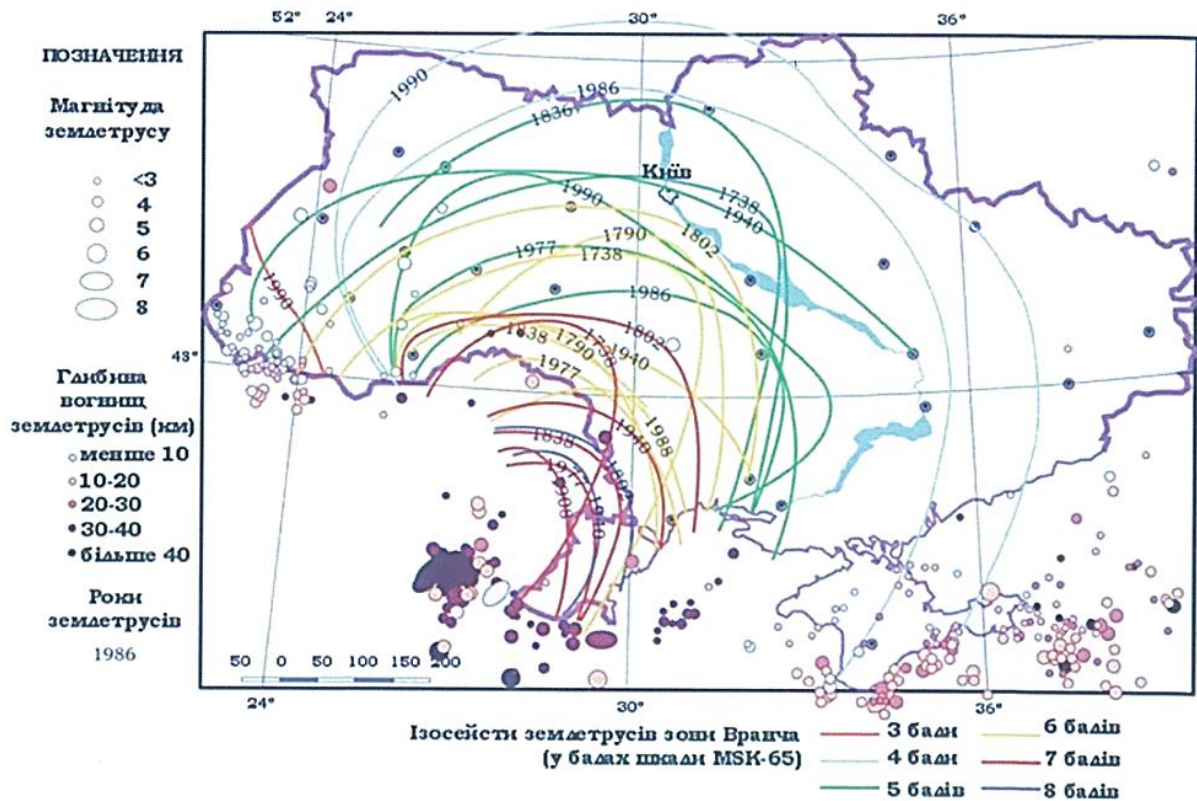 52° 24° 30° 36°
ПОЗНАЧЕННЯ
Магнітуда
землетрусу
<3
4
5
6
7
8
Глибина
вогнищ
землетрусів (км)
менше 10
10-20
20-30
30-40
більше 40
Роки
землетрусів
1986
1990
1986
1836
Київ
1990
1738
1940
1802
1790
1977
1738
1986
1990
1802
1838
1790
1738
1940
1977
43°
1988
1940
1838
1977
1802
1908
1940
50 0 50 100 150 200
24° 30° 36°
Ізосейсти землетрусів зони Вранча
(у балах шкали MSK-65)
3 бали
4 бали
5 балів
6 балів
7 балів
8 балів